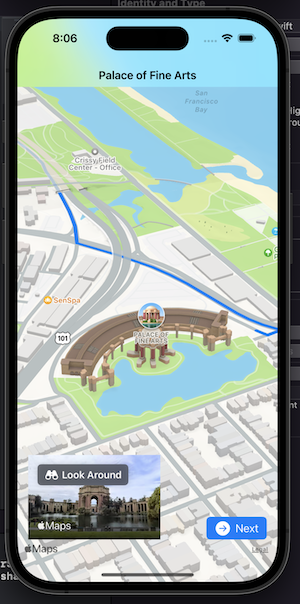 Identity and Type
8:06
Palace of Fine Arts
San
Francisco
Bay
Crissy Field
Center - Office
SenSpa
101
PALACE OF
FINE ARTS
Look Around
Maps
Next
Maps
Legal